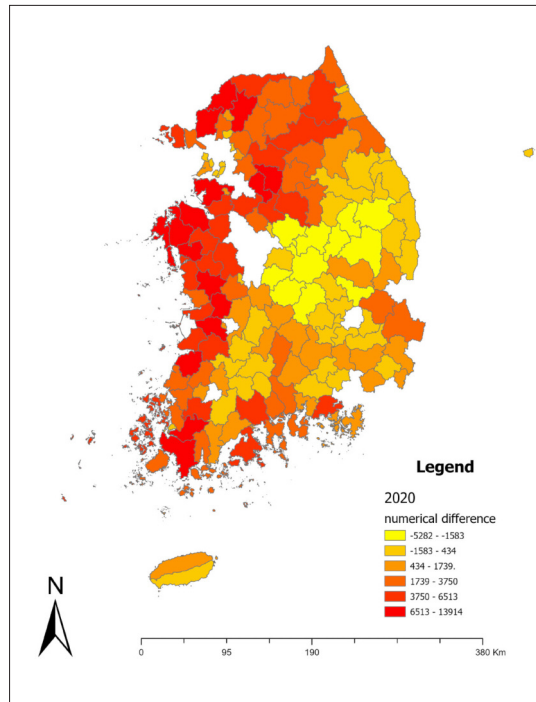 Legend
2020
numerical difference
-5282 - -1583
-1583 - 434
434 - 1739.
1739 - 3750
3750 - 6513
6513 - 13914
N
0 95 190 380 Km